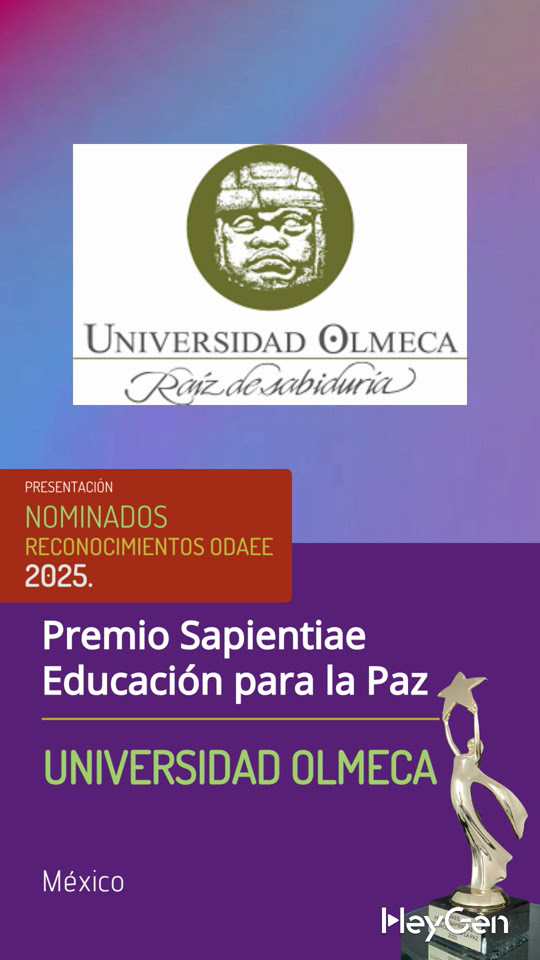 UNIVERSIDAD OLMECA
Raíz de sabiduría
PRESENTACIÓN
NOMINADOS
RECONOCIMIENTOS ODAEE
2025.
Premio Sapientiae
Educación para la Paz
UNIVERSIDAD OLMECA
México
HeyGen